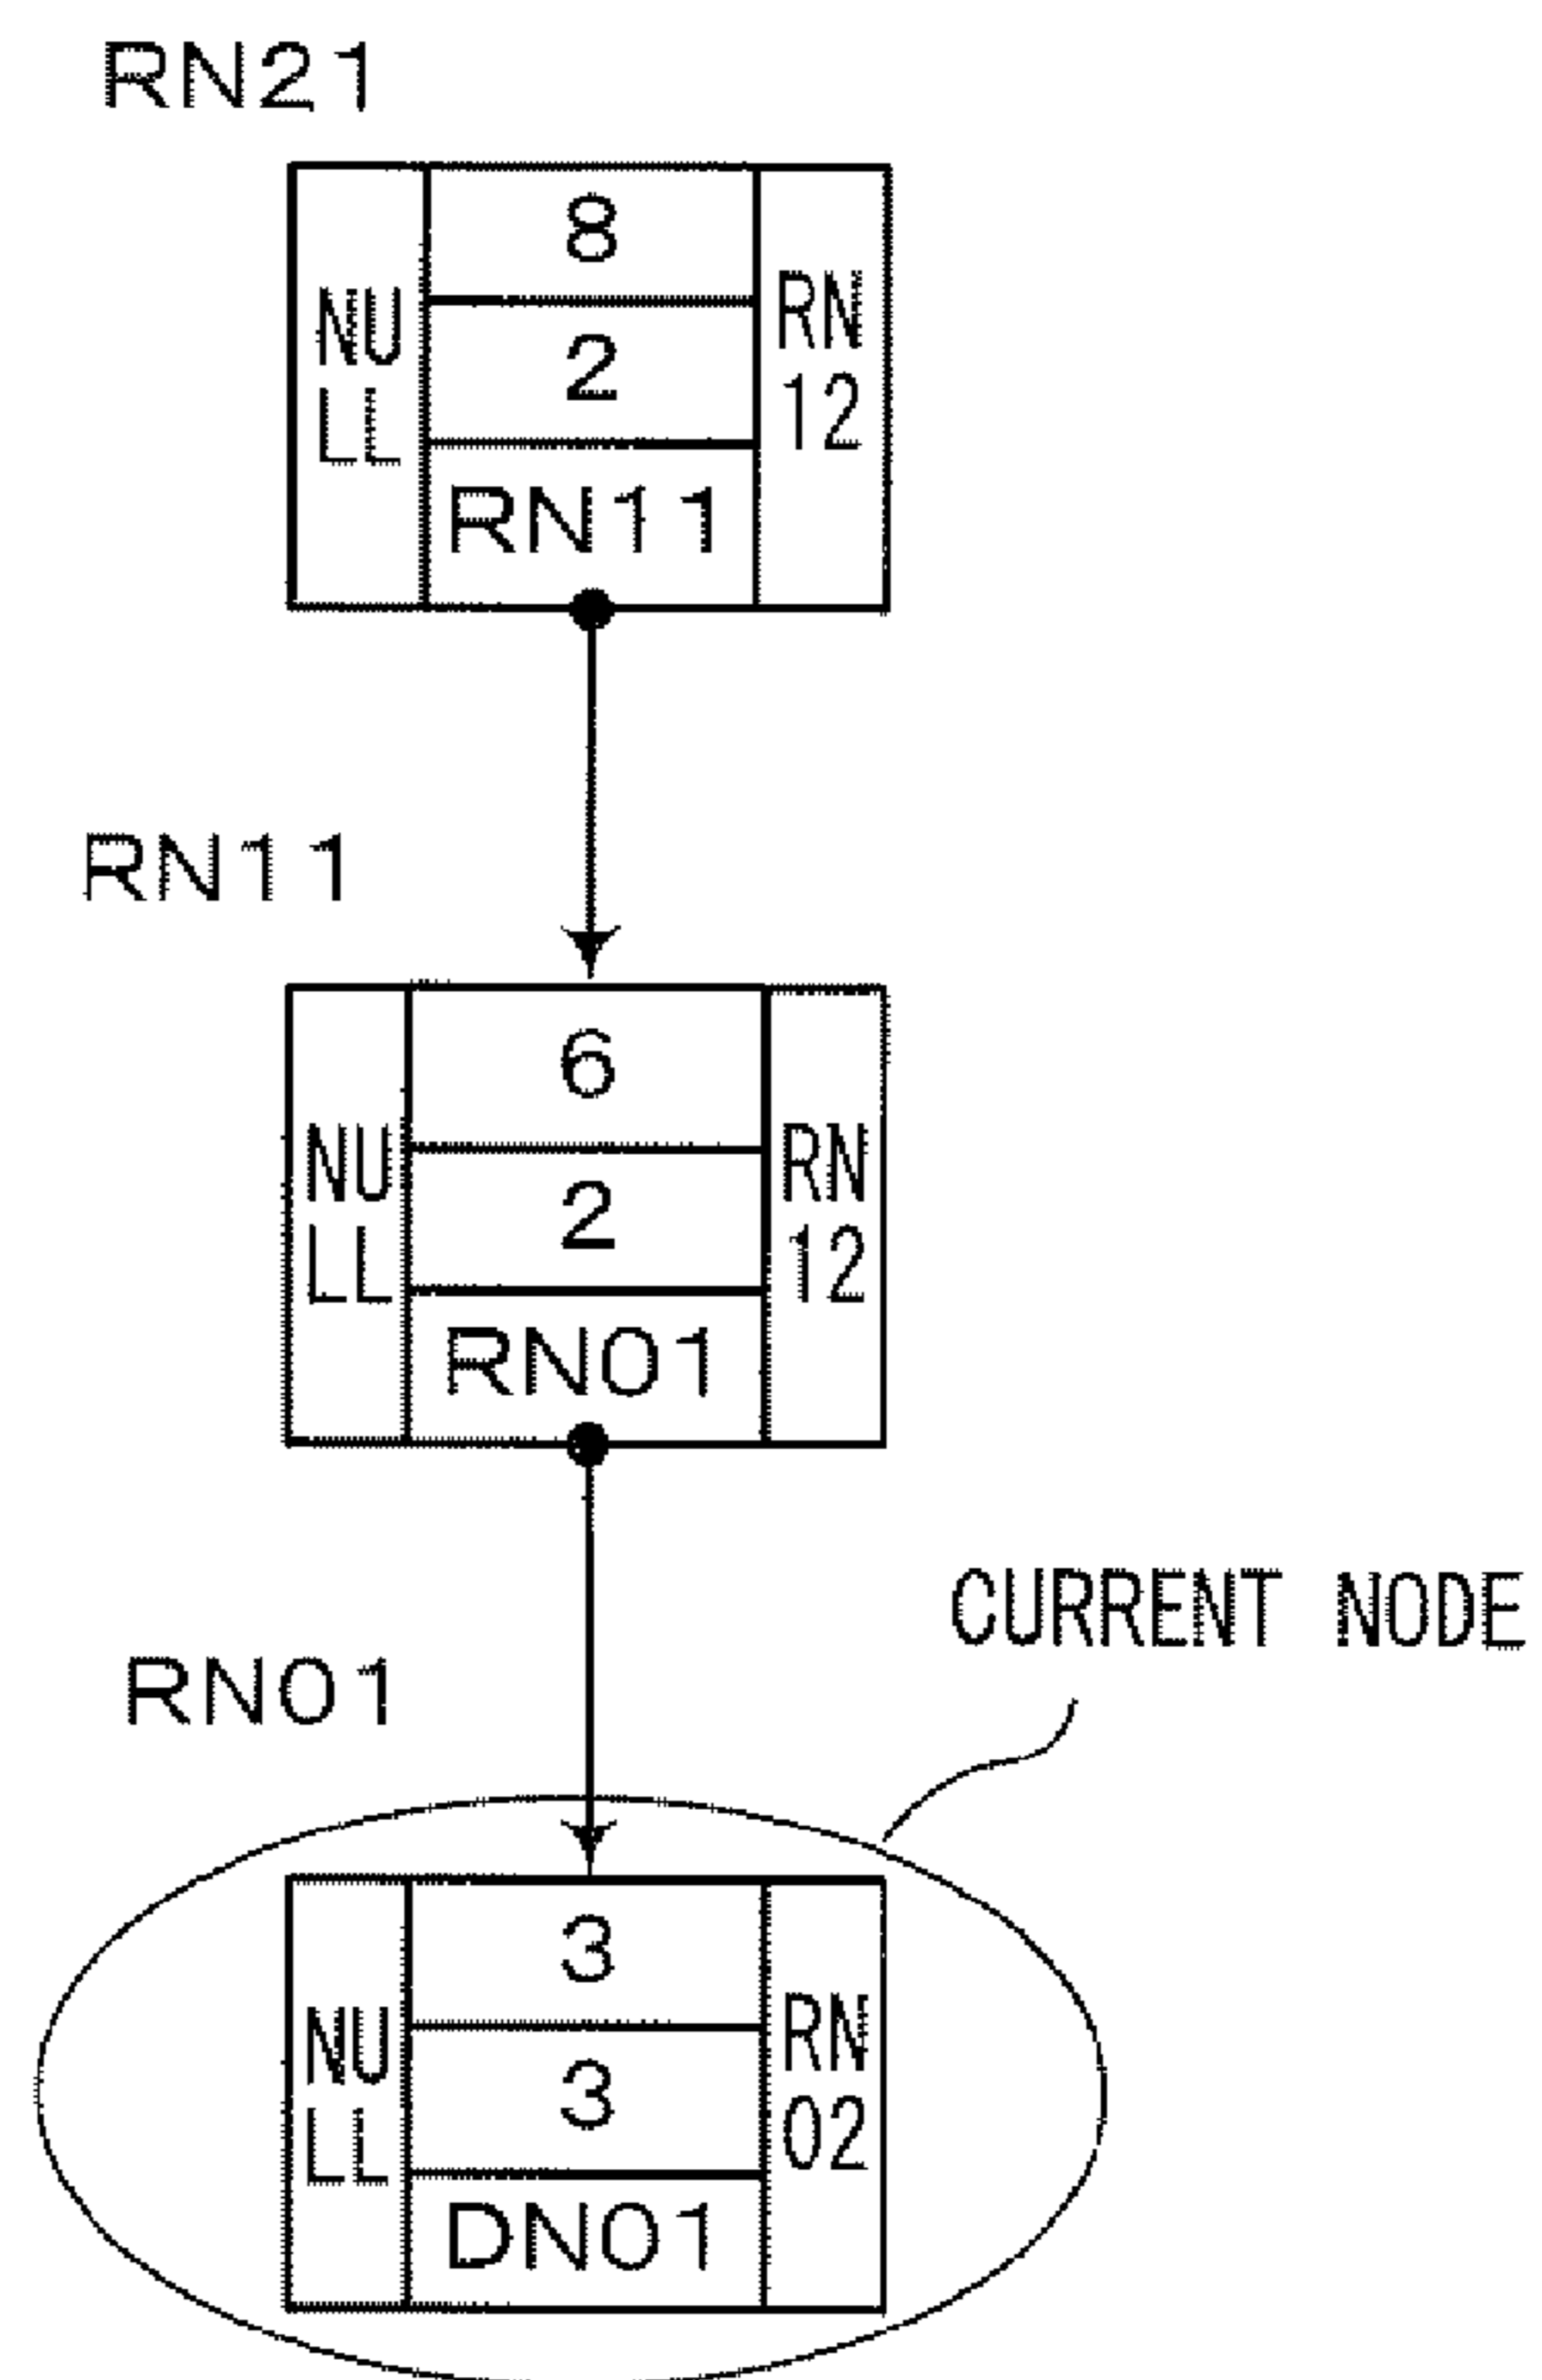 RN21
8
NU
LL
RN
12
2
RN11
RN11
6
NU
LL
RN
12
2
RN01
CURRENT NODE
RN01
3
NU
LL
RN
02
3
DN01